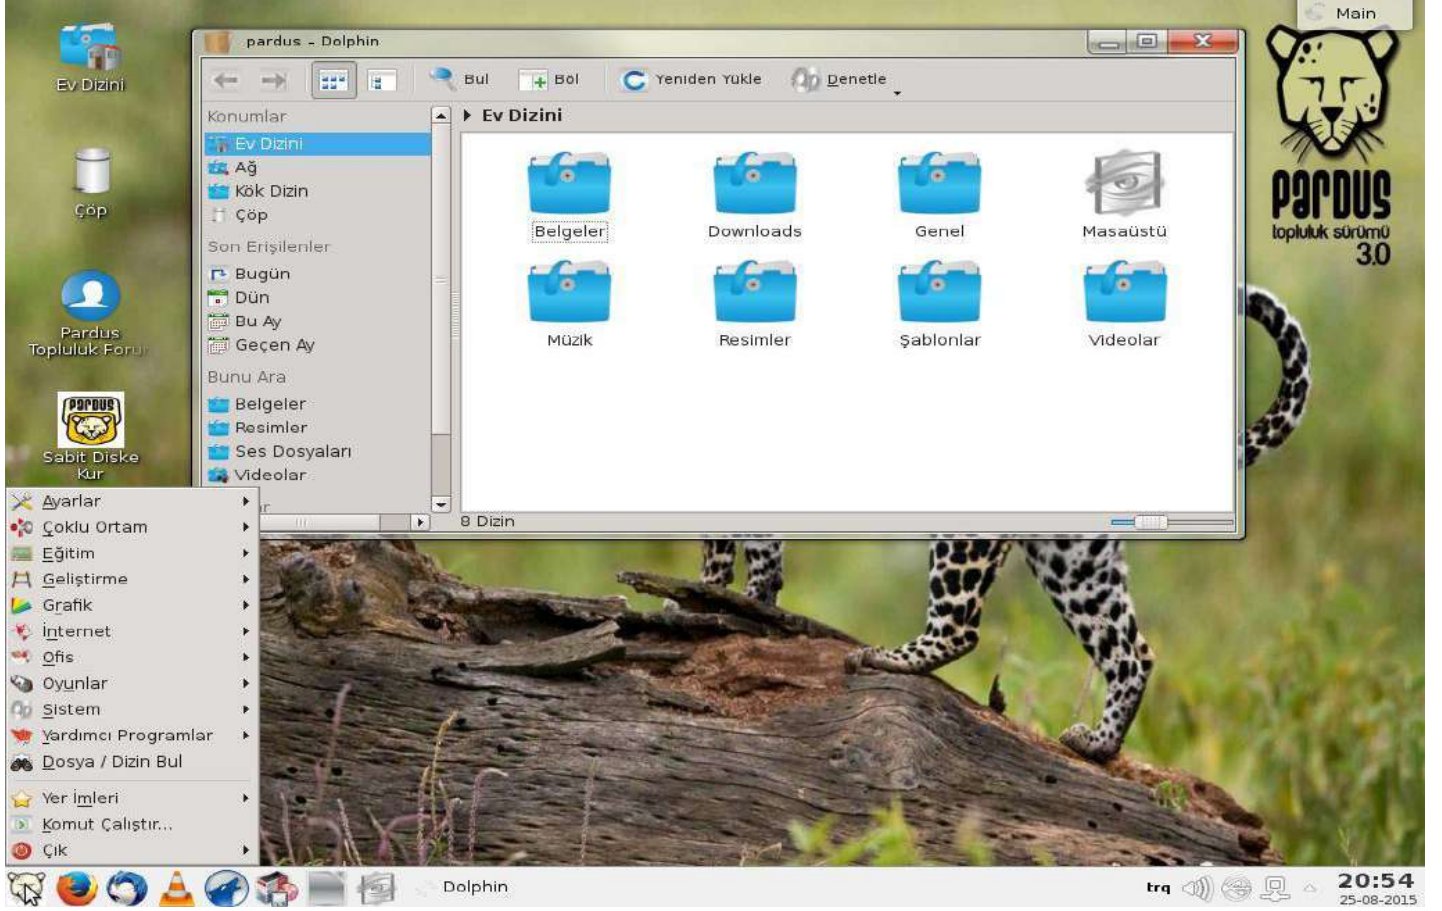 Main
Ev Dizini
Çöp
Pardus
Topluluk Foru
PARDUS
Sabit Diske
Kur
pardus - Dolphin
Bul
Böl
Yeniden Yükle
Denetle
Konumlar
Ev Dizini
Ağ
Kök Dizin
Çöp
Son Erişilenler
Bugün
Dün
Bu Ay
Geçen Ay
Bunu Ara
Belgeler
Resimler
Ses Dosyaları
Videolar
Ev Dizini
Belgeler
Downloads
Genel
Masaüstü
Müzik
Resimler
Şablonlar
Videolar
8 Dizin
PARDUS
topluluk sürümü
3.0
Ayarlar
Çoklu Ortam
Eğitim
Geliştirme
Grafik
İnternet
Ofis
Oyunlar
Sistem
Yardımcı Programlar
Dosya / Dizin Bul
Yer İmleri
Komut Çalıştır...
Çık
Dolphin
trq
20:54
25-08-2015